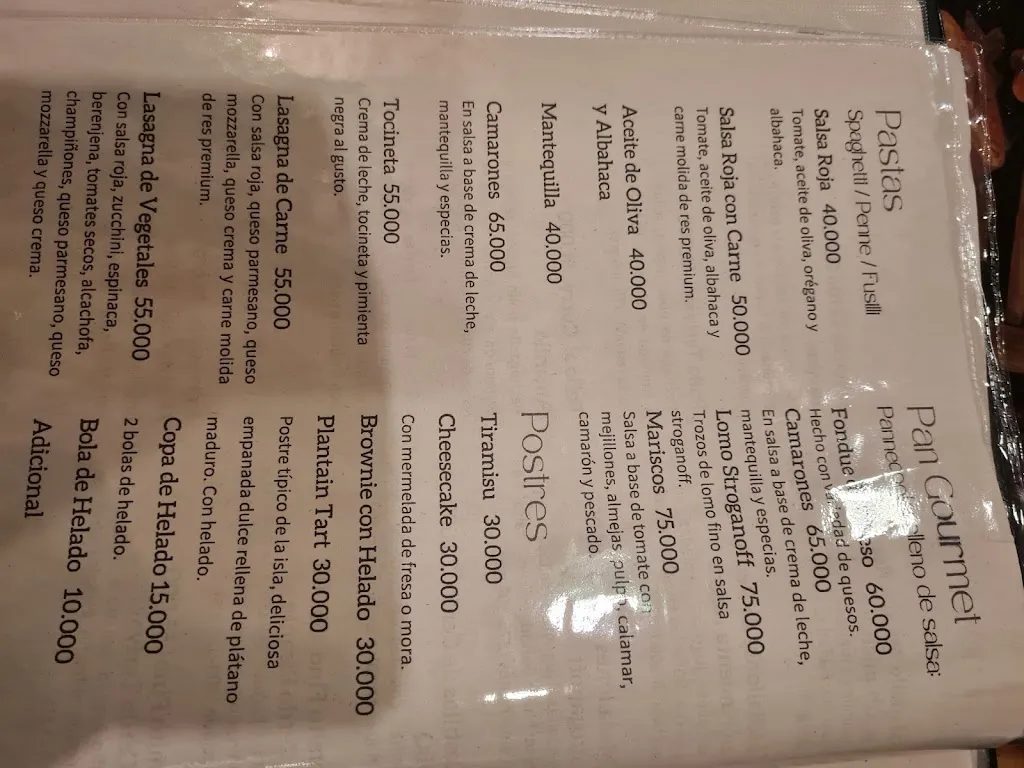 Pastas
Spaghetti / Penne / Fusilli
Salsa Roja 40.000
Tomate, aceite de oliva, orégano y
albahaca.
Salsa Roja con Carne 50.000
Tomate, aceite de oliva, albahaca y
carne molida de res premium.
Aceite de Oliva 40.000
y Albahaca
Mantequilla 40.000
Camarones 65.000
En salsa a base de crema de leche,
mantequilla y especias.
Tocineta 55.000
Crema de leche, tocineta y pimienta
negra al gusto.
Lasagna de Carne 55.000
Con salsa roja, queso parmesano, queso
mozzarella, queso crema y carne molida
de res premium.
Lasagna de Vegetales 55.000
Con salsa roja, zucchini, espinaca,
berenjena, tomates secos, alcachofa,
champiñones, queso parmesano, queso
mozzarella y queso crema.
Pan Gourmet
de salsa:
Fondue 60.000
Hecho con de quesos.
Camarones 65.000
En salsa a base de crema de leche,
mantequilla y especias.
Lomo Stroganoff 75.000
Trozos de lomo fino en salsa
stroganoff.
Mariscos 75.000
Salsa a base de tomate con
mejillones, almejas, pulpo, calamar,
camarón y pescado.
Postres
Tiramisu 30.000
Cheesecake 30.000
Con mermelada de fresa o mora.
Brownie con Helado 30.000
Plantain Tart 30.000
Postre típico de la isla, deliciosa
empanada dulce rellena de plátano
maduro. Con helado.
Copa de Helado 15.000
2 bolas de helado.
Bola de Helado 10.000
Adicional